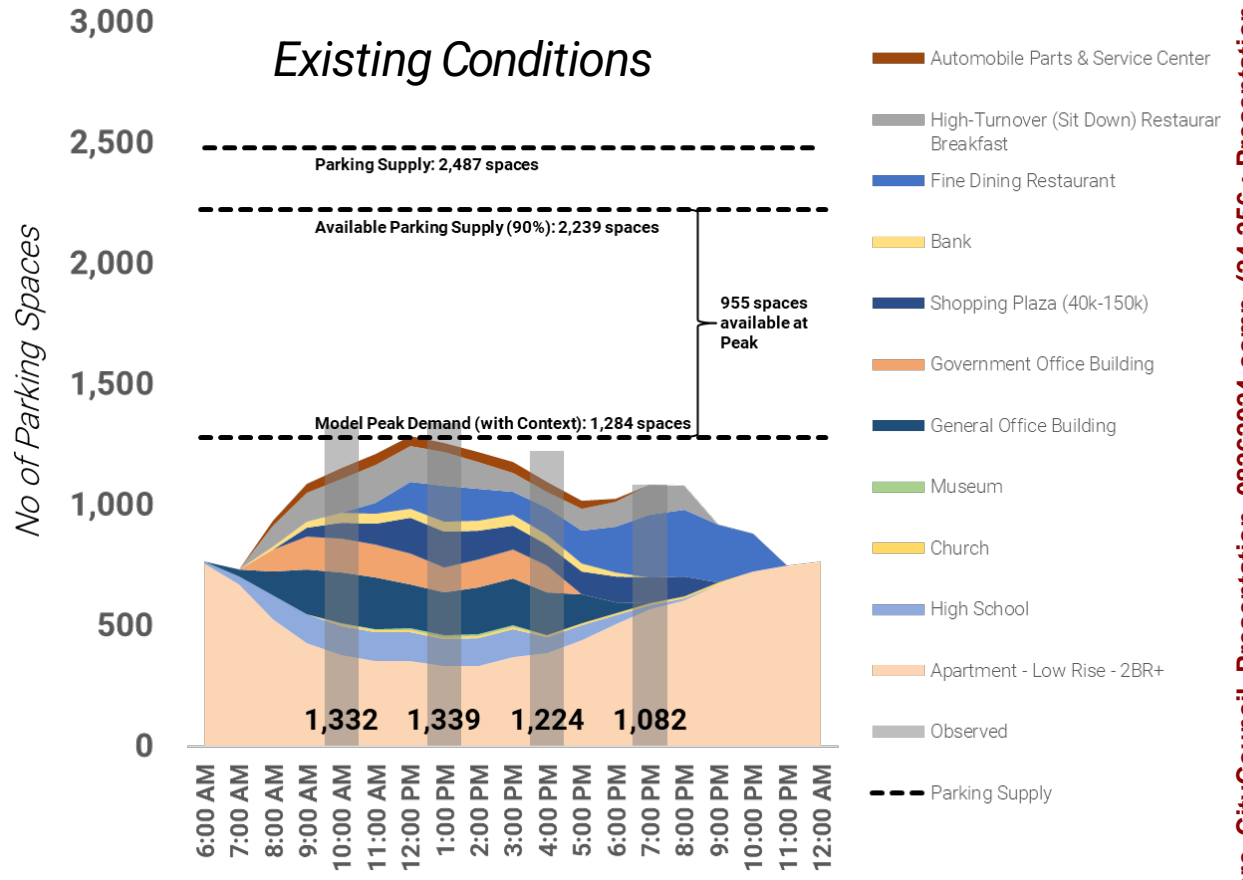 Existing Conditions
No of Parking Spaces
3,000
2,500
2,000
1,500
1,000
500
0
Parking Supply: 2,487 spaces
Available Parking Supply (90%): 2,239 spaces
955 spaces
available at
Peak
Model Peak Demand (with Context): 1,284 spaces
1,332
1,339
1,224
1,082
6:00 AM
7:00 AM
8:00 AM
9:00 AM
10:00 AM
11:00 AM
12:00 PM
1:00 PM
2:00 PM
3:00 PM
4:00 PM
5:00 PM
6:00 PM
7:00 PM
8:00 PM
9:00 PM
10:00 PM
11:00 PM
12:00 AM
Automobile Parts & Service Center
High-Turnover (Sit Down) Restaurar
Breakfast
Fine Dining Restaurant
Bank
Shopping Plaza (40k-150k)
Government Office Building
General Office Building
Museum
Church
High School
Apartment - Low Rise - 2BR+
Observed
Parking Supply